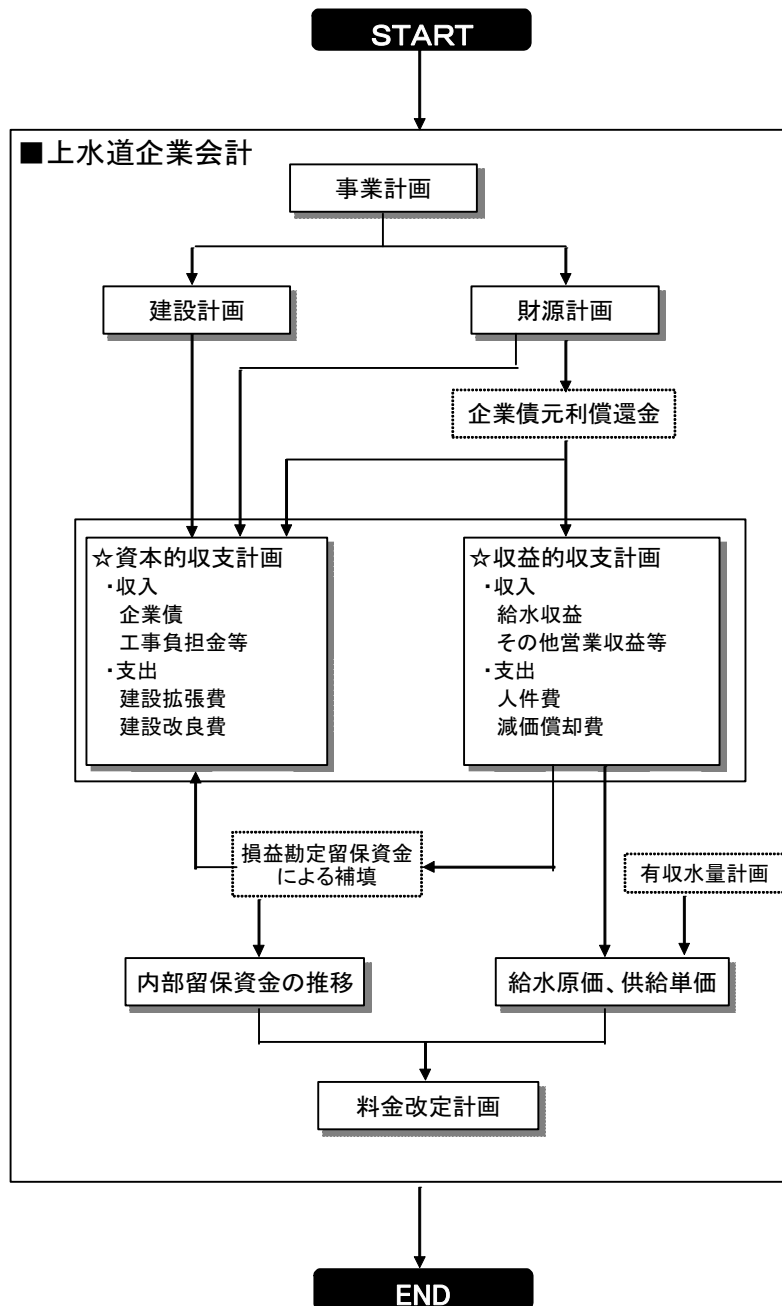 START
■上水道企業会計
事業計画
建設計画
財源計画
企業債元利償還金
☆資本的収支計画
・収入
企業債
工事負担金等
・支出
建設拡張費
建設改良費
☆収益的収支計画
・収入
給水収益
その他営業収益等
・支出
人件費
減価償却費
損益勘定留保資金
による補填
有収水量計画
内部留保資金の推移
給水原価、供給単価
料金改定計画
END